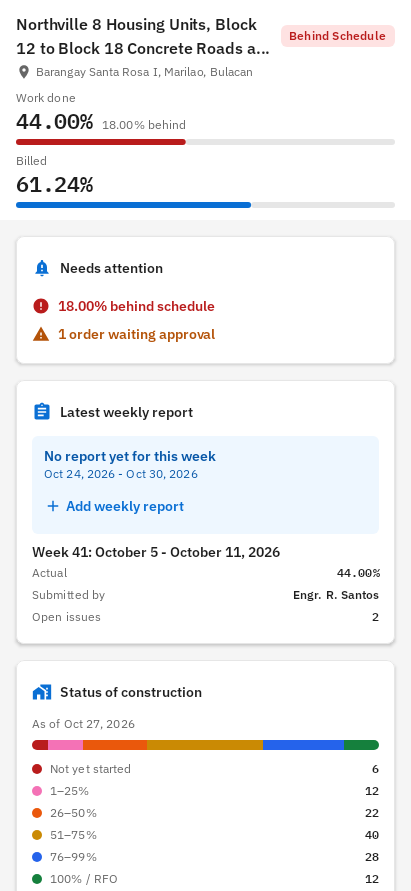 Northville 8 Housing Units, Block
12 to Block 18 Concrete Roads a...
Behind Schedule
Barangay Santa Rosa I, Marilao, Bulacan
Work done
44.00% 18.00% behind
Billed
61.24%
Needs attention
18.00% behind schedule
1 order waiting approval
Latest weekly report
No report yet for this week
Oct 24, 2026 - Oct 30, 2026
+ Add weekly report
Week 41: October 5 - October 11, 2026
Actual 44.00%
Submitted by Engr. R. Santos
Open issues 2
Status of construction
As of Oct 27, 2026
Not yet started 6
1–25% 12
26–50% 22
51–75% 40
76–99% 28
100% / RFO 12